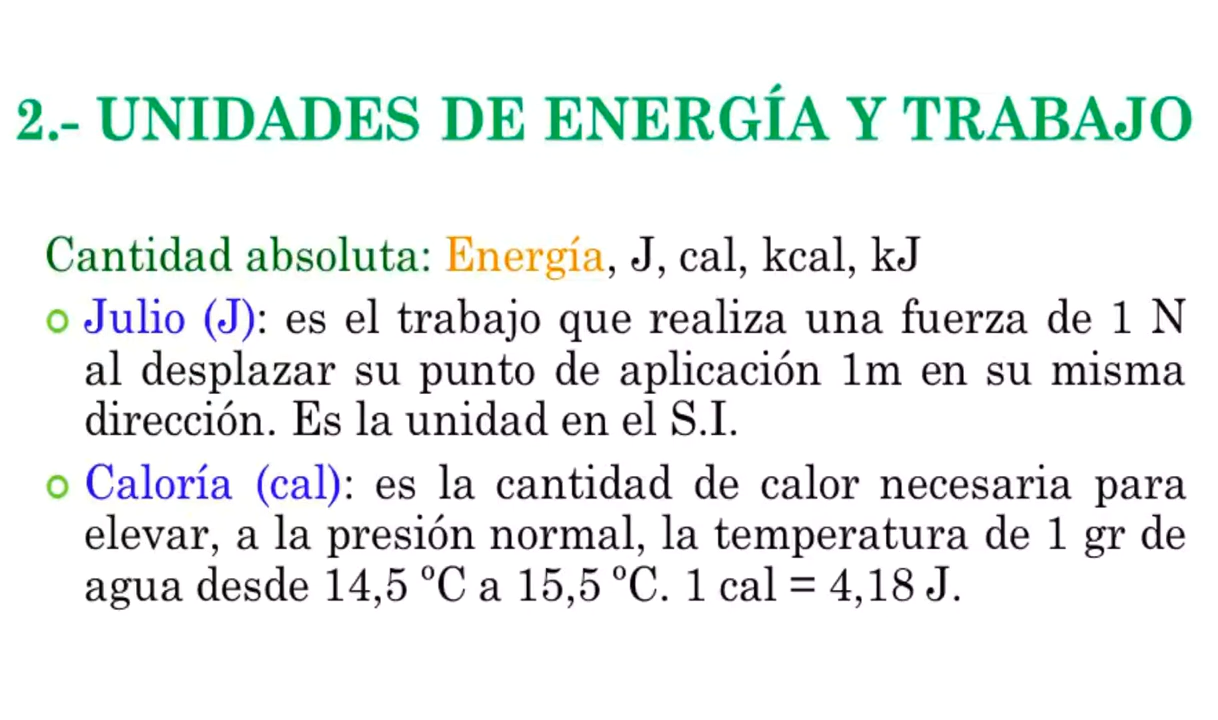 2.- UNIDADES DE ENERGÍA Y TRABAJO
Cantidad absoluta: Energía, J, cal, kcal, kJ
Julio (J): es el trabajo que realiza una fuerza de 1 N
al desplazar su punto de aplicación 1m en su misma
dirección. Es la unidad en el S.I.
Caloría (cal): es la cantidad de calor necesaria para
elevar, a la presión normal, la temperatura de 1 gr de
agua desde 14,5 ºC a 15,5 ºC. 1 cal = 4,18 J.